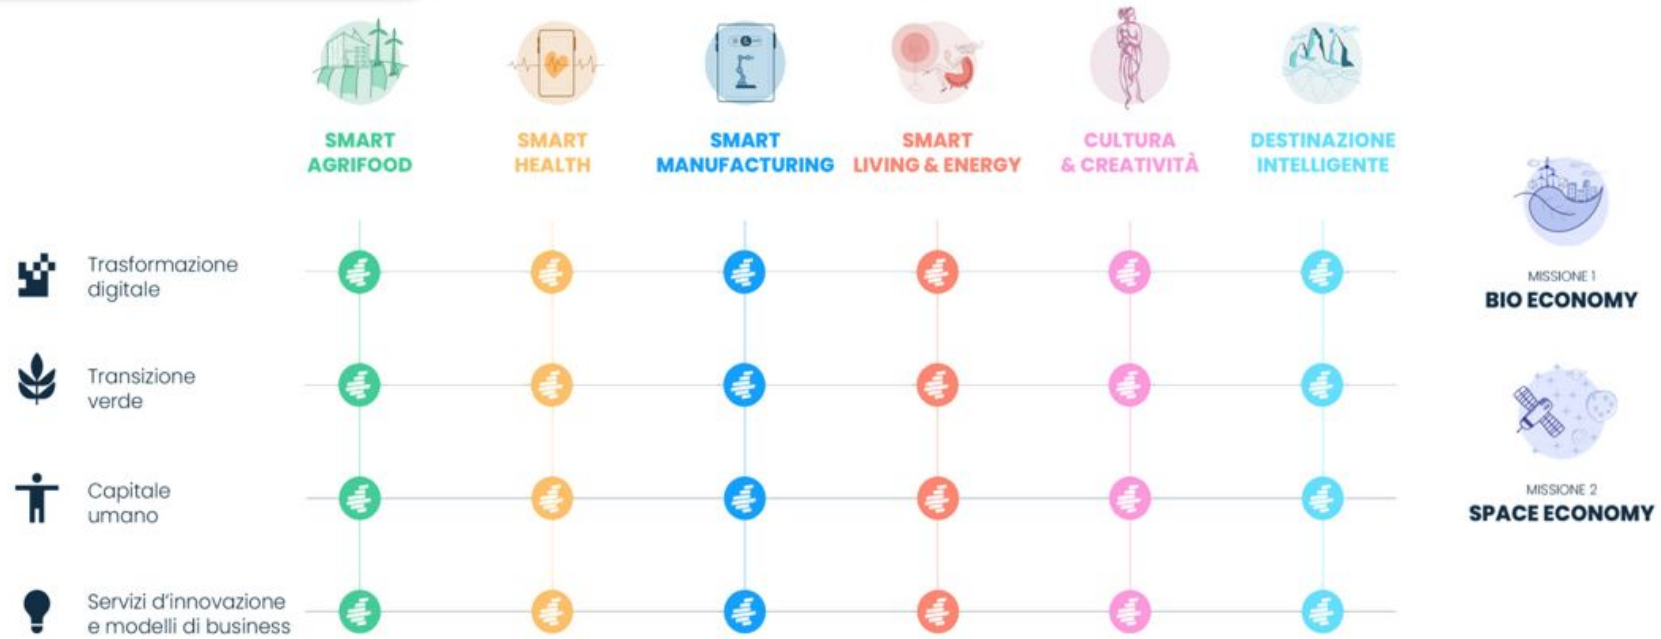 SMART
AGRIFOOD
SMART
HEALTH
SMART
MANUFACTURING
SMART
LIVING & ENERGY
CULTURA
& CREATIVITÀ
DESTINAZIONE
INTELLIGENTE
Trasformazione
digitale
Transizione
verde
Capitale
umano
Servizi d'innovazione
e modelli di business
MISSIONE 1
BIO ECONOMY
MISSIONE 2
SPACE ECONOMY